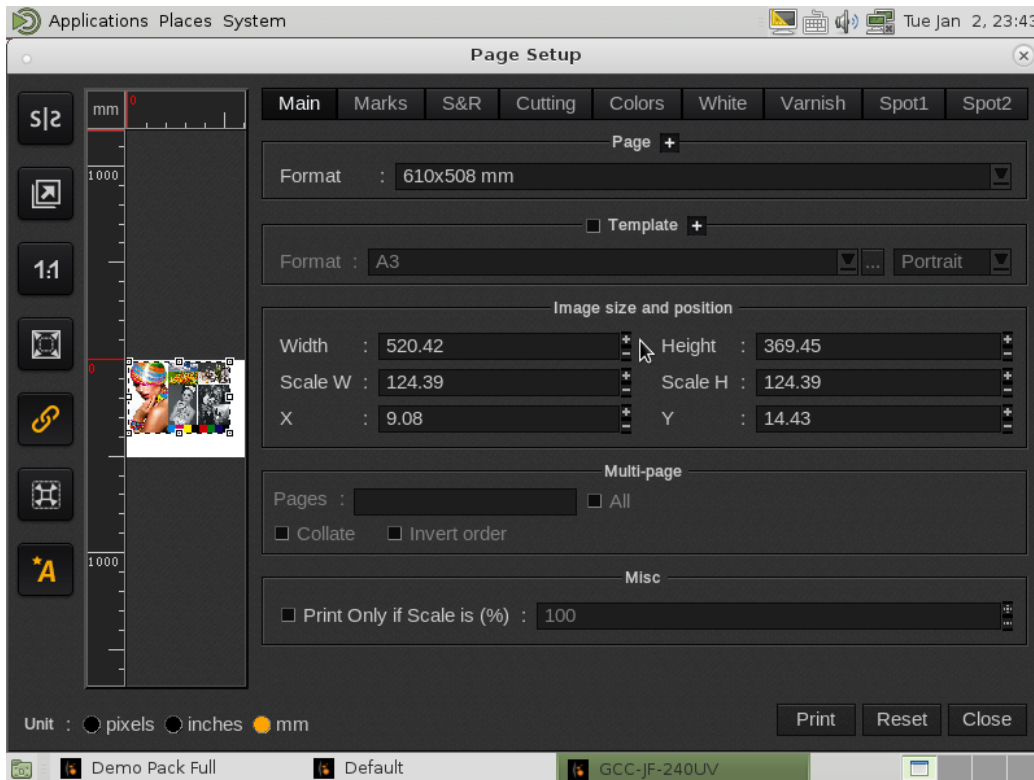 Applications Places System
Tue Jan 2, 23:43
Page Setup
S|S
mm
0
Main Marks S&R Cutting Colors White Varnish Spot1 Spot2
Page +
Format : 610x508 mm
1000
Template +
1:1
Format : A3 ... Portrait
Image size and position
Width : 520.42 Height : 369.45
0
Scale W : 124.39 Scale H : 124.39
X : 9.08 Y : 14.43
Multi-page
Pages : All
Collate Invert order
1000
A
Misc
Print Only if Scale is (%) : 100
Unit : pixels inches mm
Print Reset Close
Demo Pack Full Default GCC-JF-240UV